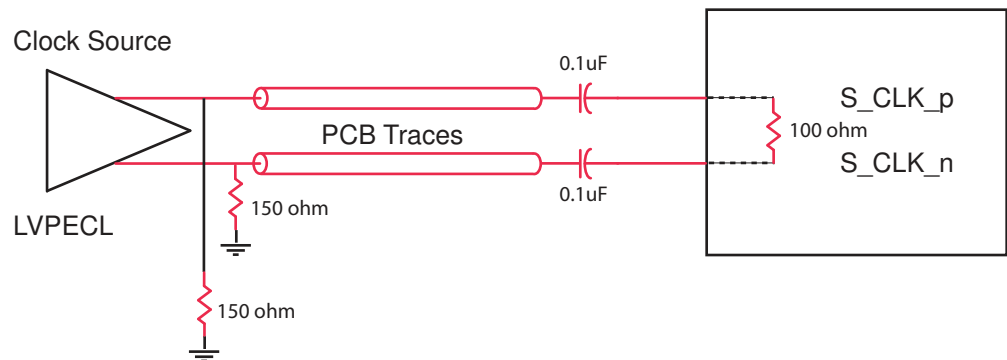 Clock Source
0.1uF
S_CLK_p
100 ohm
PCB Traces
S_CLK_n
0.1uF
150 ohm
LVPECL
150 ohm